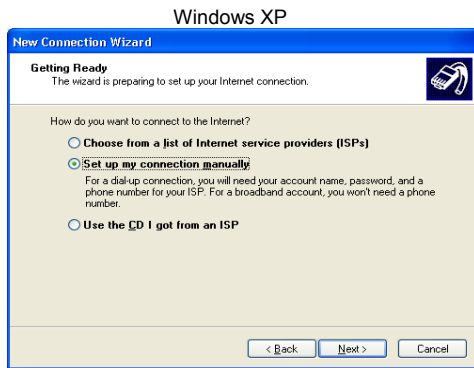 Windows XP
New Connection Wizard
Getting Ready
The wizard is preparing to set up your Internet connection.
How do you want to connect to the Internet?
Choose from a list of Internet service providers (ISPs)
Set up my connection manually
For a dial-up connection, you will need your account name, password, and a
phone number for your ISP. For a broadband account, you won't need a phone
number.
Use the CD I got from an ISP
< Back
Next >
Cancel